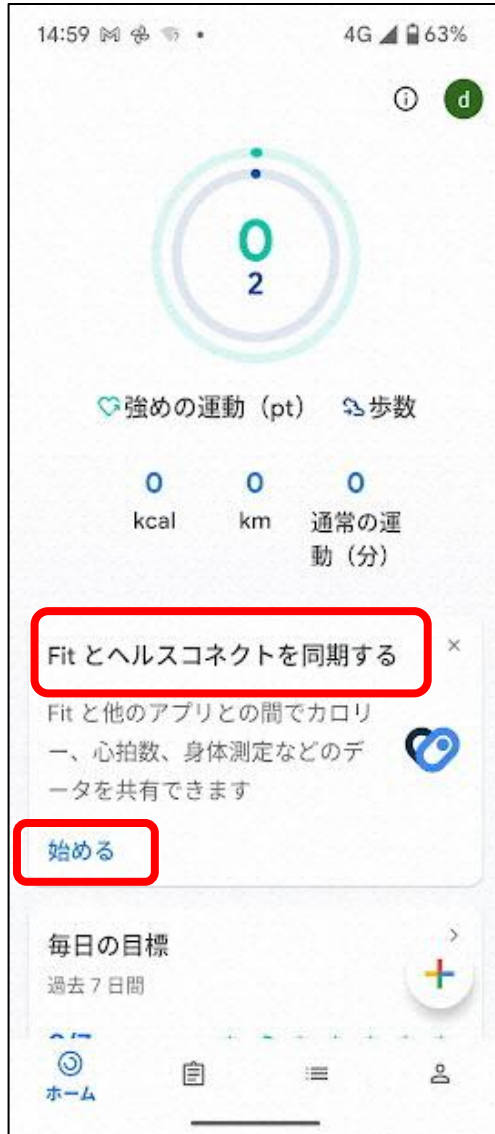 14:59 4G 63%
d
0
2
強めの運動（pt） 歩数
0 0 0
kcal km 通常の運
動（分）
Fit とヘルスコネクトを同期する
Fit と他のアプリとの間でカロリ
ー、心拍数、身体測定などのデ
ータを共有できます
始める
毎日の目標
過去 7 日間
ホーム